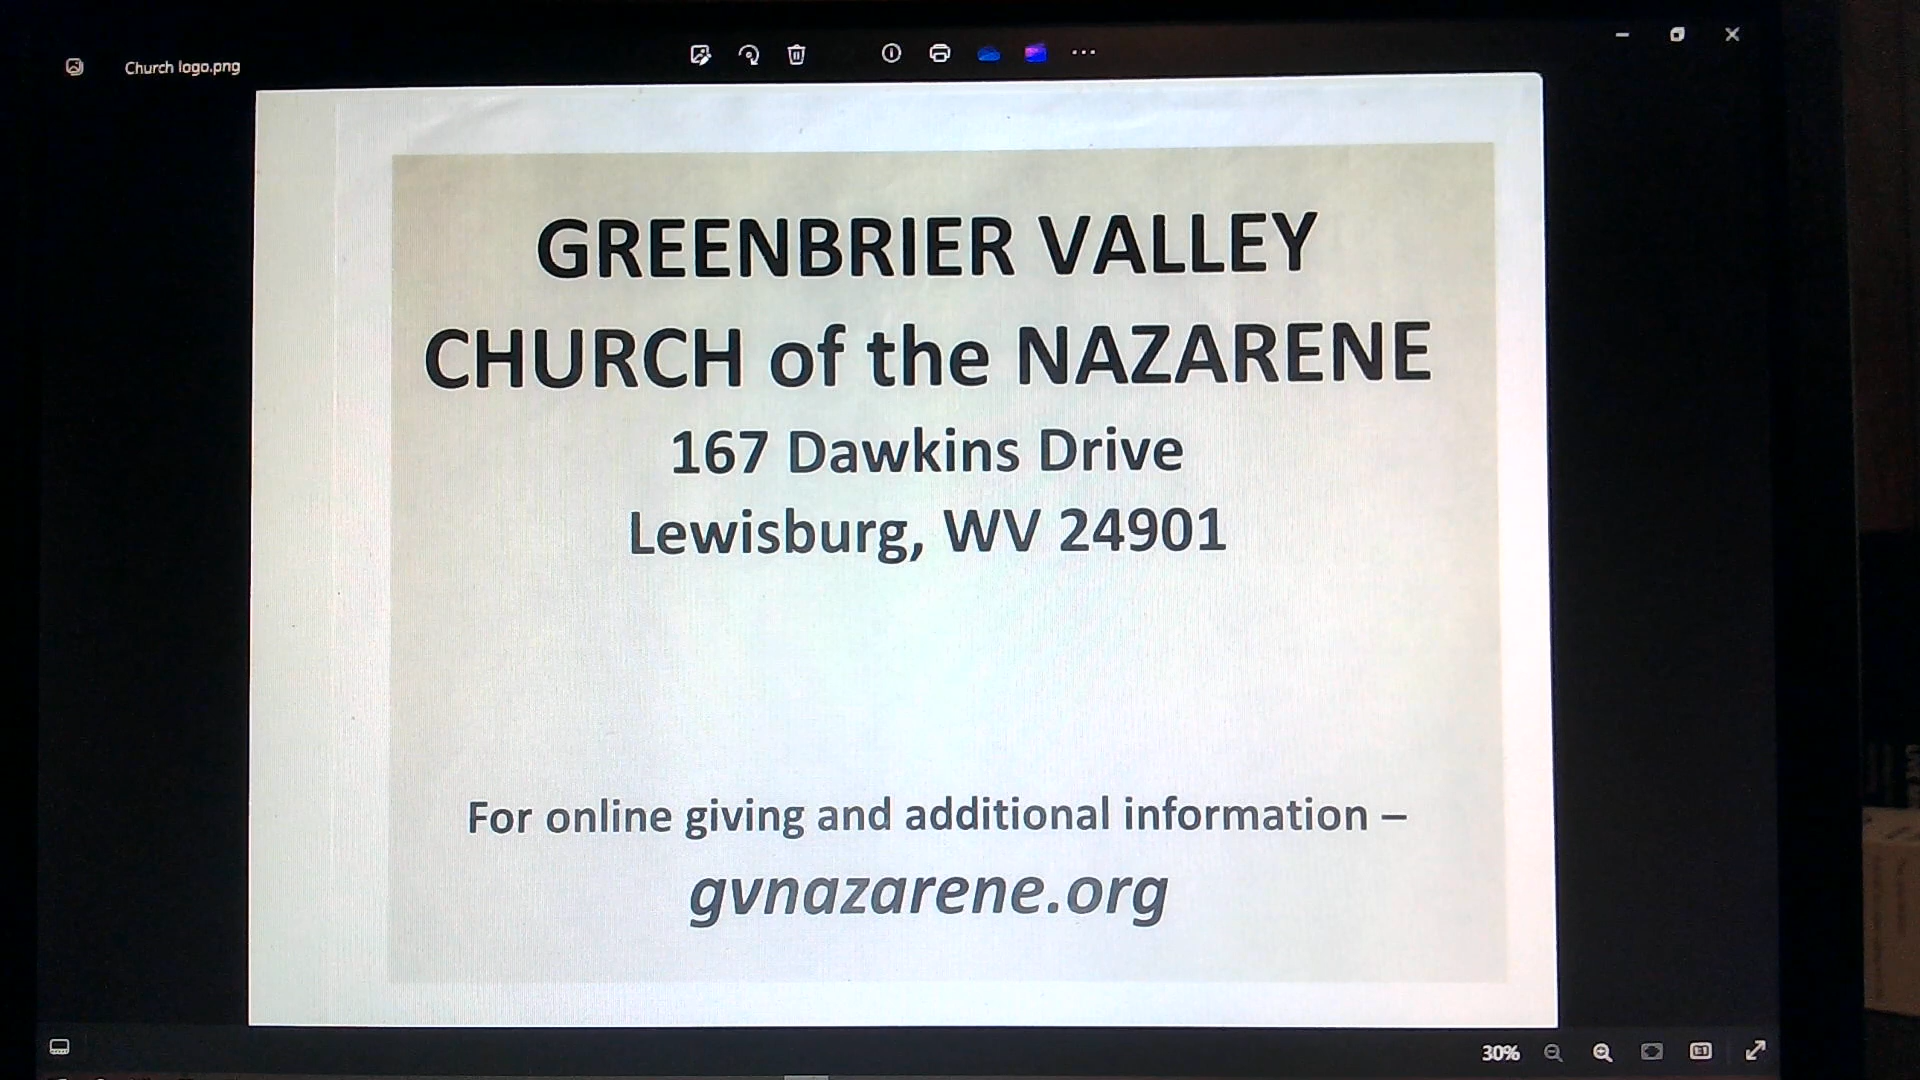 Church logo.png
GREENBRIER VALLEY
CHURCH of the NAZARENE
167 Dawkins Drive
Lewisburg, WV 24901
For online giving and additional information –
gvnazarene.org
30%